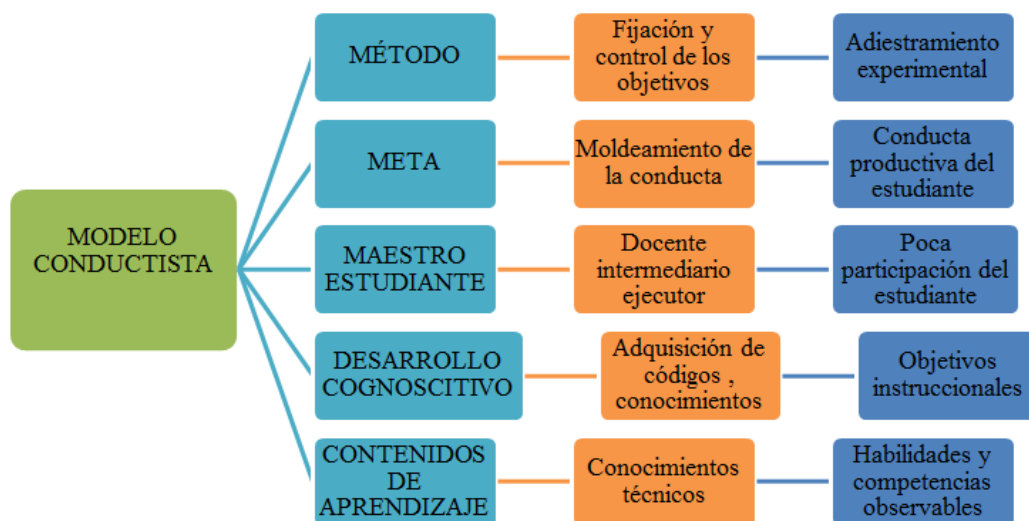 MODELO
CONDUCTISTA
MÉTODO
Fijación y
control de los
objetivos
Adiestramiento
experimental
META
Moldeamiento de
la conducta
Conducta
productiva del
estudiante
MAESTRO
ESTUDIANTE
Docente
intermediario
ejecutor
Poca
participación del
estudiante
DESARROLLO
COGNOSCITIVO
Adquisición de
códigos ,
conocimientos
Objetivos
instruccionales
CONTENIDOS
DE
APRENDIZAJE
Conocimientos
técnicos
Habilidades y
competencias
observables